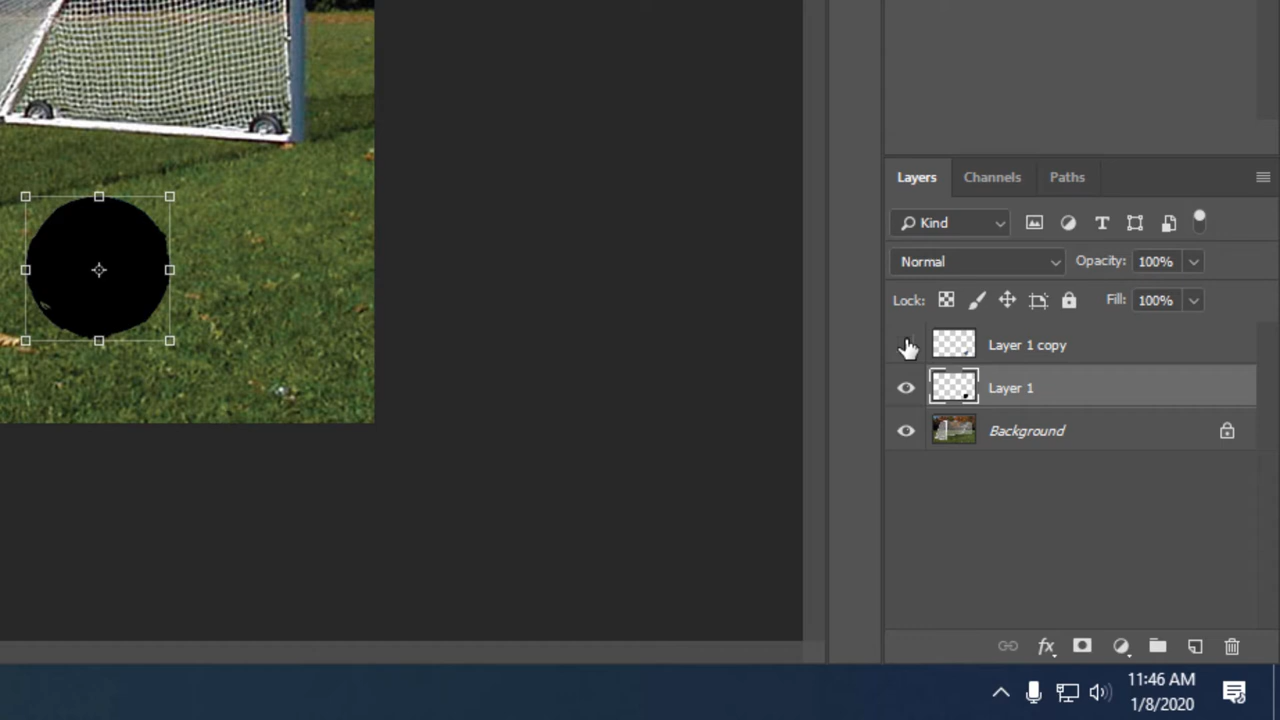 Layers Channels Paths
Kind
Normal Opacity: 100%
Lock: Fill: 100%
Layer 1 copy
Layer 1
Background
fx
11:46 AM
1/8/2020